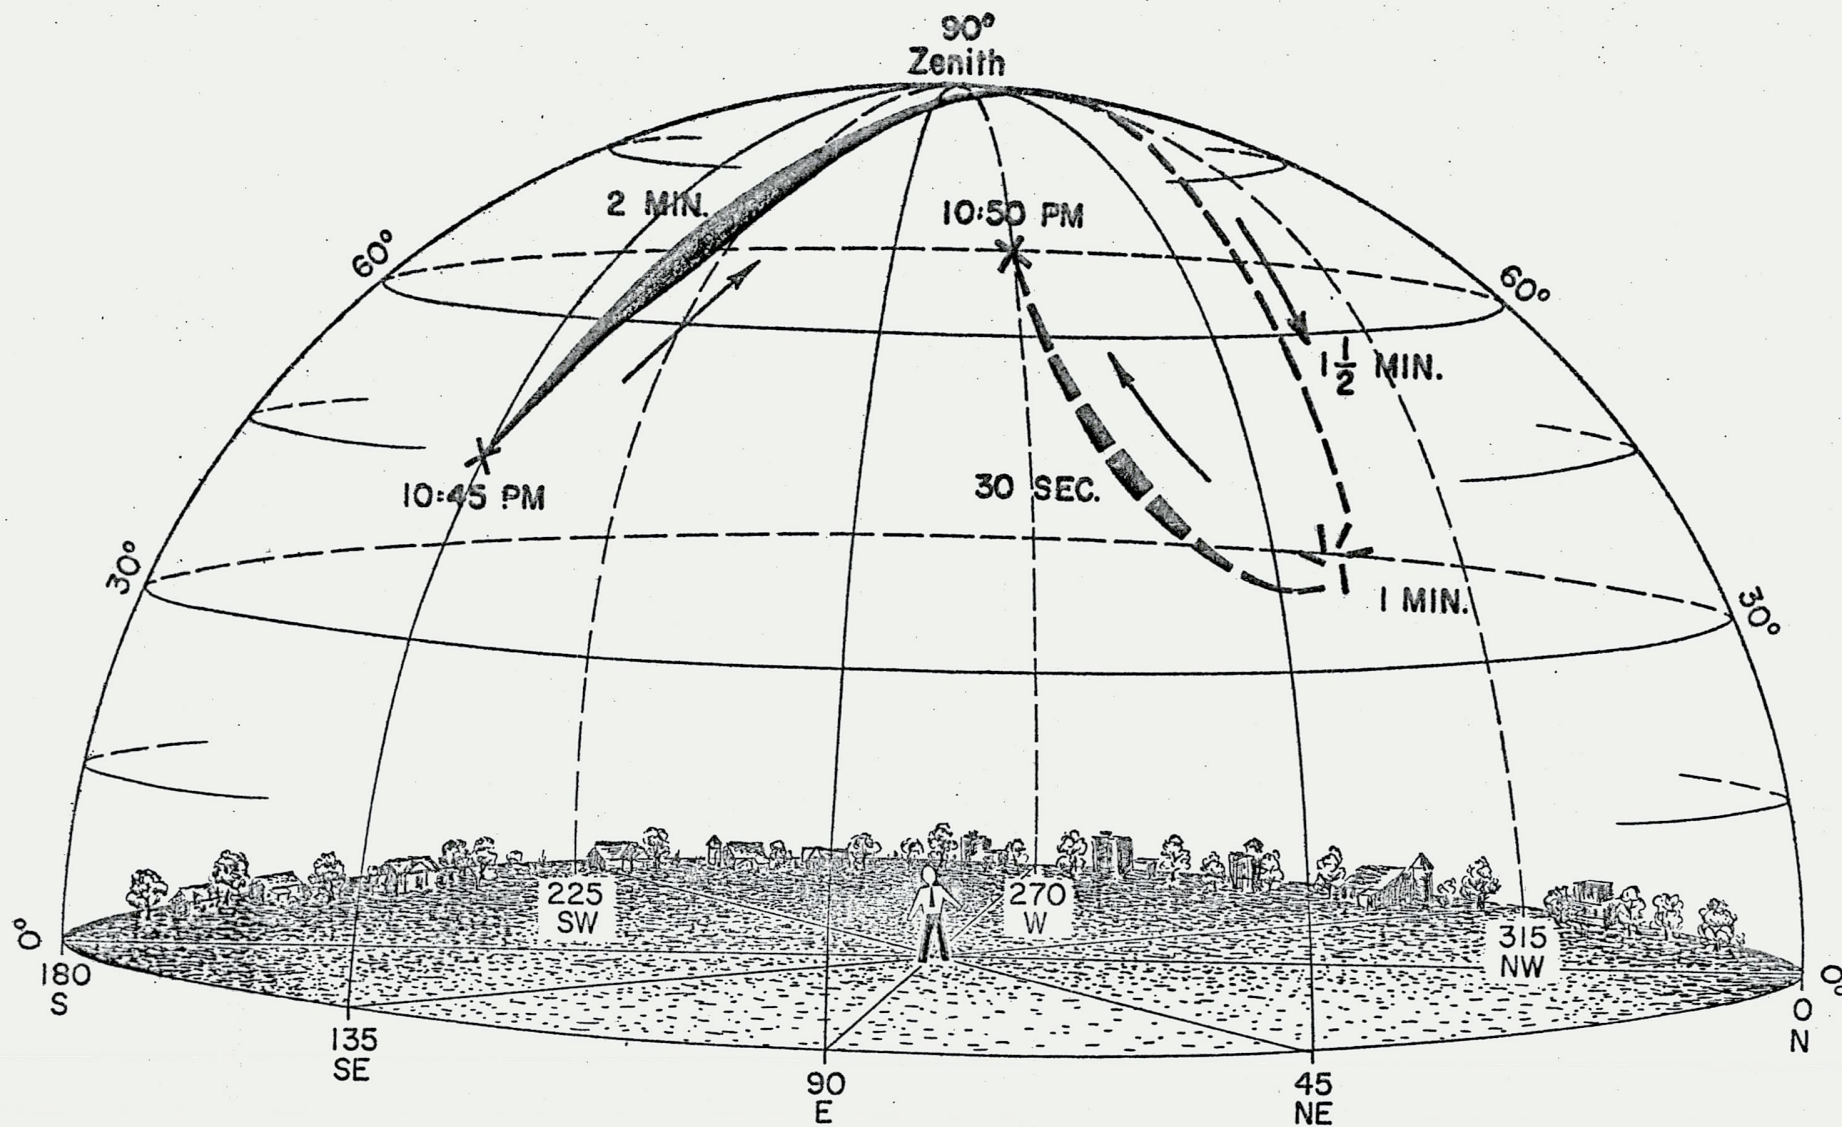 90°
Zenith
2 MIN.
10:50 PM
60°
60°
1 1/2 MIN.
10:45 PM
30 SEC.
30°
1 MIN.
30°
225
SW
270
W
315
NW
0°
180
S
0°
0
N
135
SE
90
E
45
NE